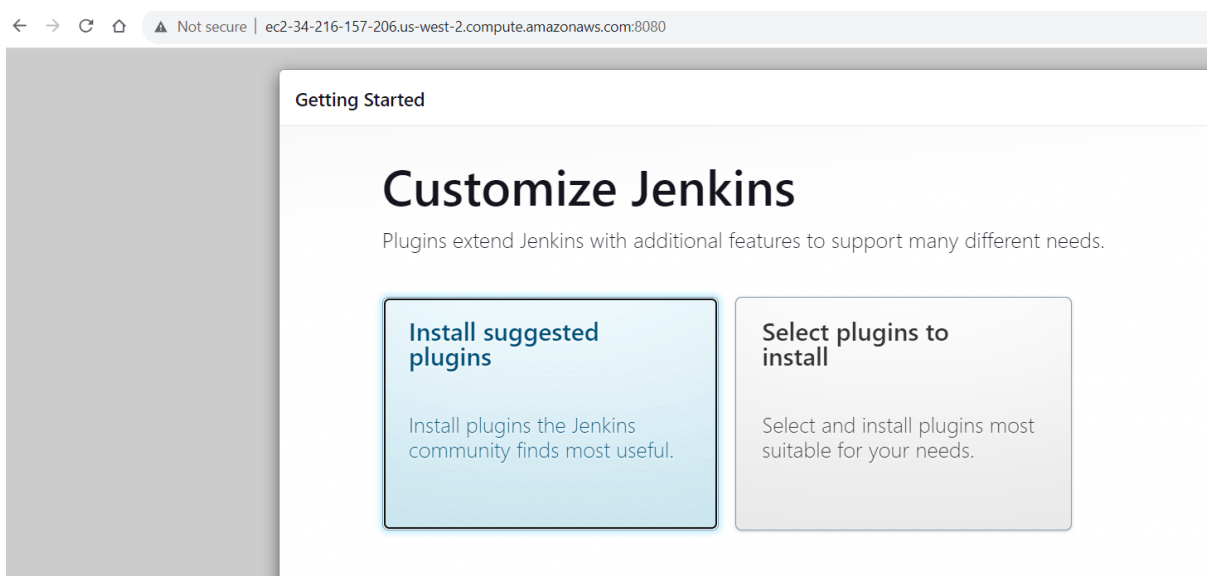 Not secure | ec2-34-216-157-206.us-west-2.compute.amazonaws.com:8080
Getting Started
Customize Jenkins
Plugins extend Jenkins with additional features to support many different needs.
Install suggested
plugins
Install plugins the Jenkins
community finds most useful.
Select plugins to
install
Select and install plugins most
suitable for your needs.